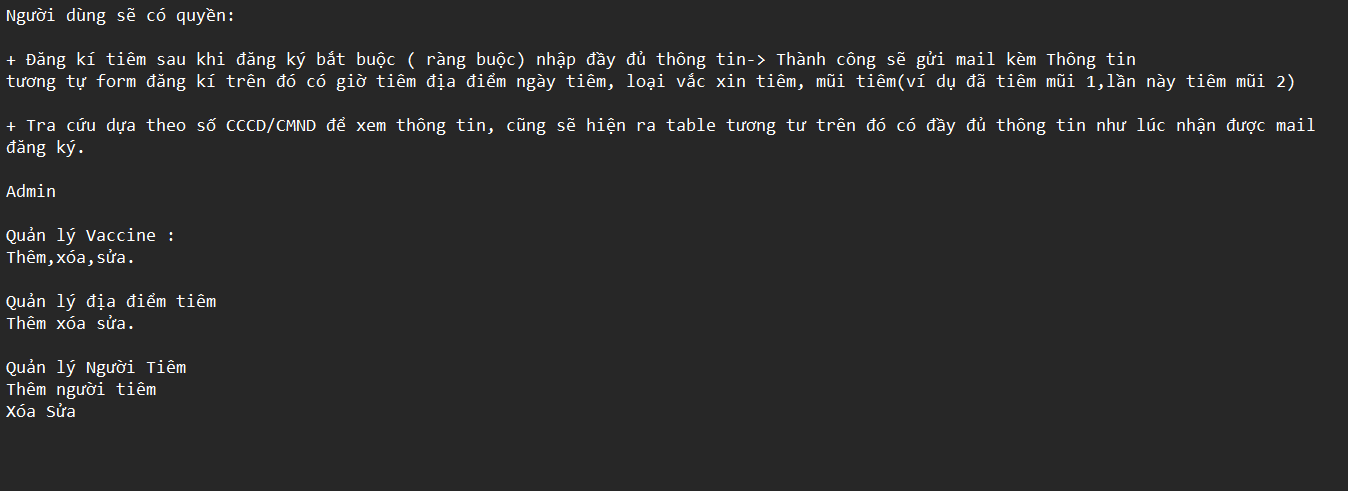 Người dùng sẽ có quyền:
+ Đăng kí tiêm sau khi đăng ký bắt buộc ( ràng buộc) nhập đầy đủ thông tin-> Thành công sẽ gửi mail kèm Thông tin
tương tự form đăng kí trên đó có giờ tiêm địa điểm ngày tiêm, loại vắc xin tiêm, mũi tiêm(ví dụ đã tiêm mũi 1,lần này tiêm mũi 2)
+ Tra cứu dựa theo số CCCD/CMND để xem thông tin, cũng sẽ hiện ra table tương tư trên đó có đầy đủ thông tin như lúc nhận được mail
đăng ký.
Admin
Quản lý Vaccine :
Thêm,xóa,sửa.
Quản lý địa điểm tiêm
Thêm xóa sửa.
Quản lý Người Tiêm
Thêm người tiêm
Xóa Sửa